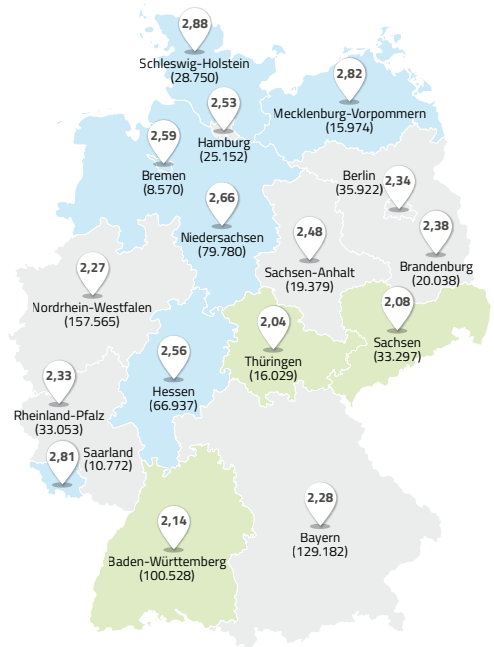 2,88
Schleswig-Holstein
(28.750)
2,82
Mecklenburg-Vorpommern
(15.974)
2,53
Hamburg
(25.152)
2,59
Bremen
(8.570)
Berlin
(35.922)
2,34
2,66
Niedersachsen
(79.780)
2,48
Sachsen-Anhalt
(19.379)
2,38
Brandenburg
(20.038)
2,27
Nordrhein-Westfalen
(157.565)
2,04
Thüringen
(16.029)
2,08
Sachsen
(33.297)
2,56
Hessen
(66.937)
2,33
Rheinland-Pfalz
(33.053)
2,81
Saarland
(10.772)
2,28
Bayern
(129.182)
2,14
Baden-Württemberg
(100.528)